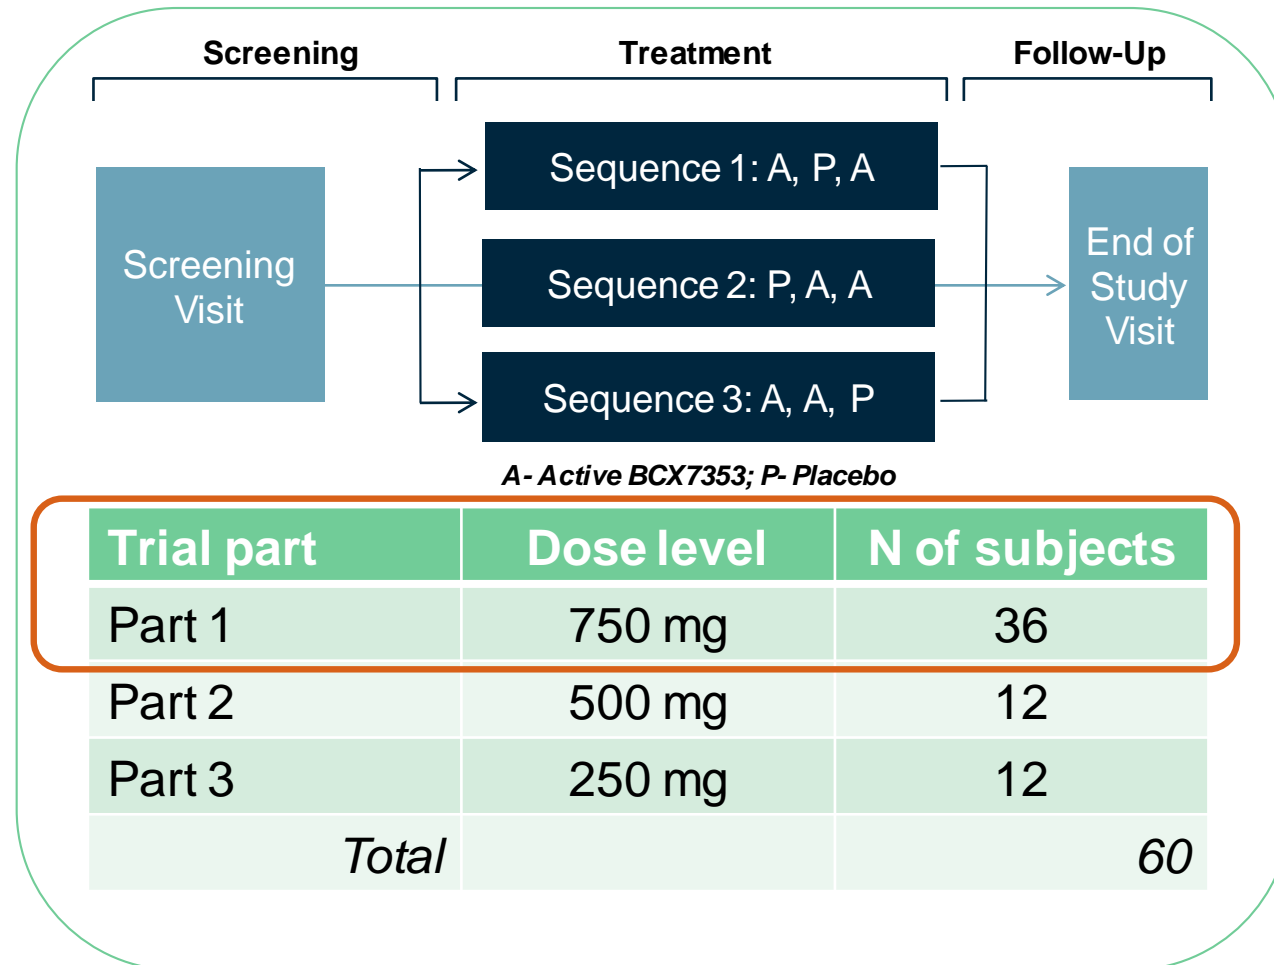 Screening Treatment Follow-Up
Sequence 1: A, P, A
Screening
Visit
Sequence 2: P, A, A
End of
Study
Visit
Sequence 3: A, A, P
A- Active BCX7353; P- Placebo
Trial part Dose level N of subjects
Part 1 750 mg 36
Part 2 500 mg 12
Part 3 250 mg 12
Total 60